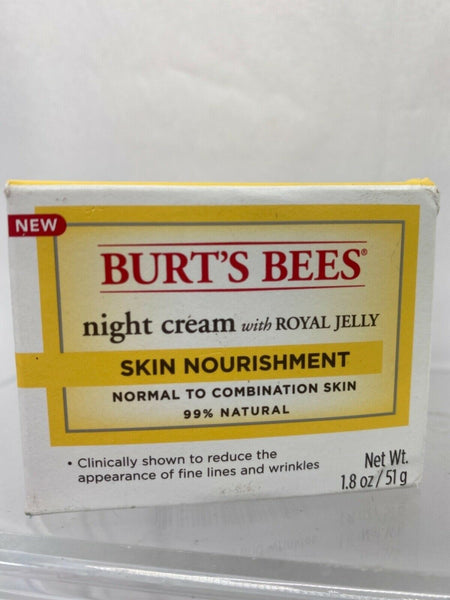 NEW
BURT'S BEES®
night cream with ROYAL JELLY
SKIN NOURISHMENT
NORMAL TO COMBINATION SKIN
99% NATURAL
• Clinically shown to reduce the
appearance of fine lines and wrinkles
Net Wt.
1.8 oz / 51 g